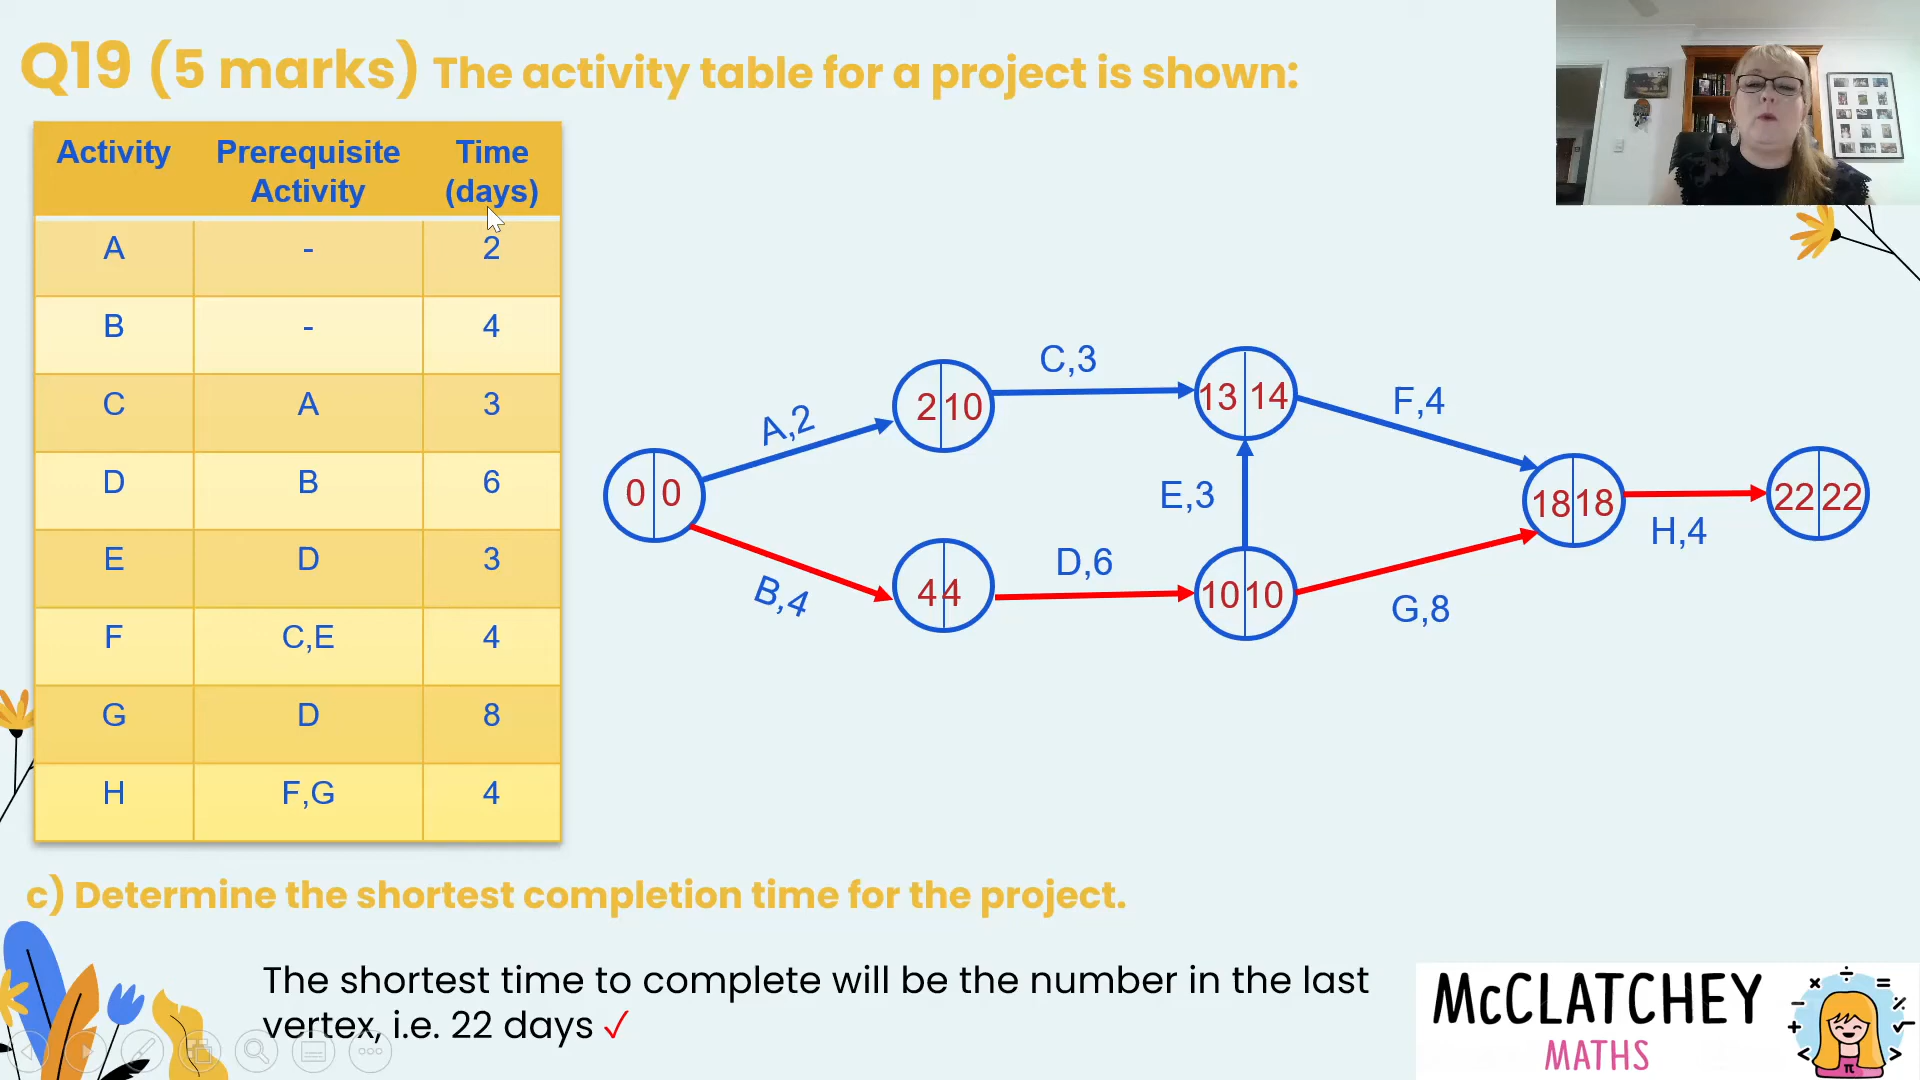 Q19 (5 marks) The activity table for a project is shown:
Activity Prerequisite Activity Time (days)
A - 2
B - 4
C A 3
D B 6
E D 3
F C,E 4
G D 8
H F,G 4
C,3
A,2
2 10
13 14
F,4
0 0
E,3
18 18
22 22
H,4
B,4
4 4
D,6
10 10
G,8
c) Determine the shortest completion time for the project.
The shortest time to complete will be the number in the last
vertex, i.e. 22 days ✓
McCLATCHEY
MATHS